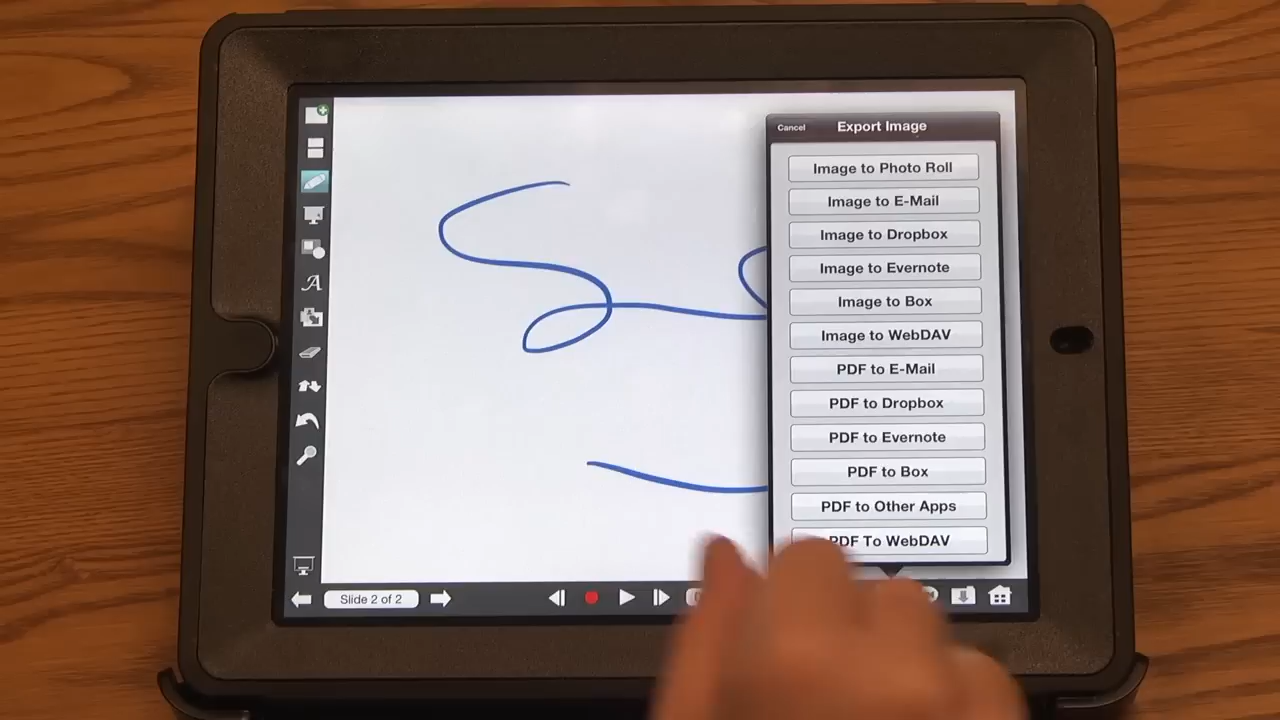 Cancel Export Image
Image to Photo Roll
Image to E-Mail
Image to Dropbox
Image to Evernote
Image to Box
Image to WebDAV
PDF to E-Mail
PDF to Dropbox
PDF to Evernote
PDF to Box
PDF to Other Apps
PDF To WebDAV
A
Slide 2 of 2